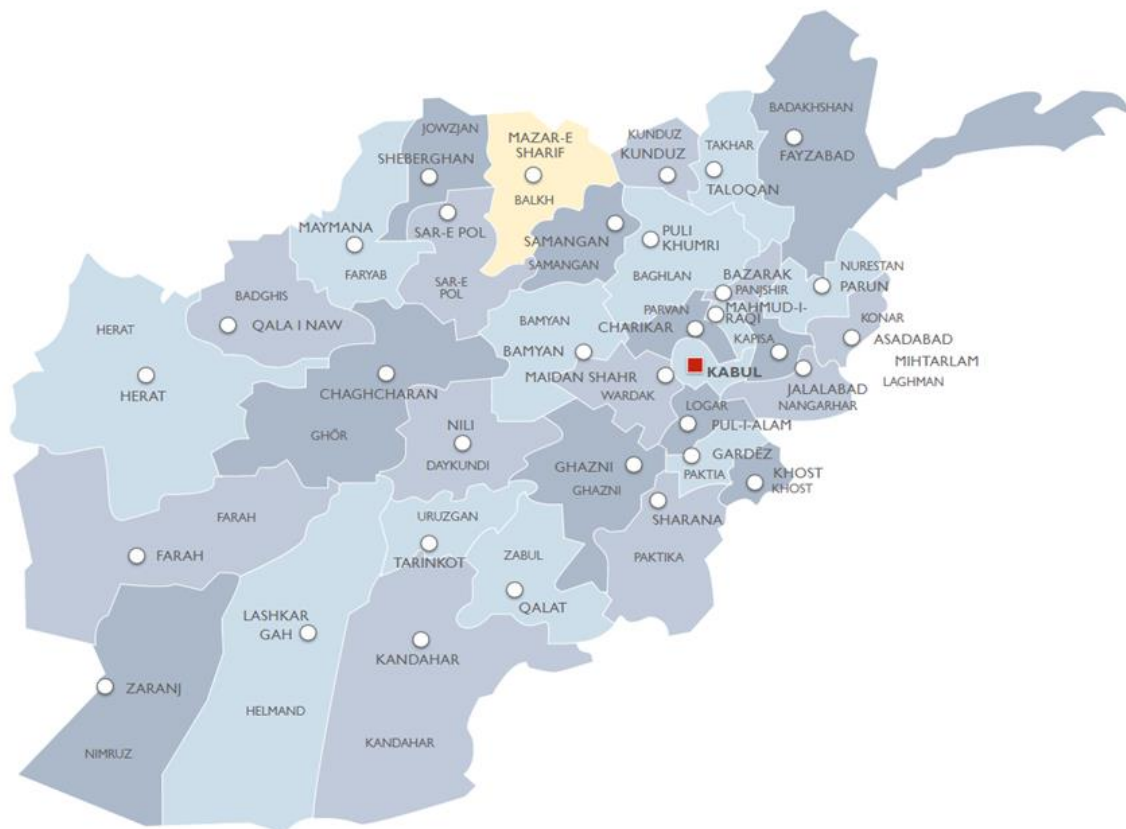 BADAKHSHAN
FAYZABAD
JOWZJAN
SHEBERGHAN
MAZAR-E
SHARIF
BALKH
KUNDUZ
KUNDUZ
TAKHAR
TALOQAN
MAYMANA
FARYAB
SAR-E POL
SAR-E
POL
SAMANGAN
SAMANGAN
PULI
KHUMRI
BAGHLAN
BAZARAK
PANJSHIR
NURESTAN
PARUN
BADGHIS
QALA I NAW
HERAT
HERAT
BAMYAN
BAMYAN
PARVAN
CHARIKAR
MAHMUD-I-
RAQI
KAPISA
KONAR
ASADABAD
MIHTARLAM
LAGHMAN
CHAGHCHARAN
GHŌR
MAIDAN SHAHR
WARDAK
KABUL
JALALABAD
NANGARHAR
LOGAR
PUL-I-ALAM
NILI
DAYKUNDI
GHAZNI
GHAZNI
GARDĒZ
PAKTIA
KHOST
KHOST
SHARANA
PAKTIKA
FARAH
FARAH
URUZGAN
TARINKOT
ZABUL
QALAT
LASHKAR
GAH
HELMAND
KANDAHAR
KANDAHAR
ZARANJ
NIMRUZ